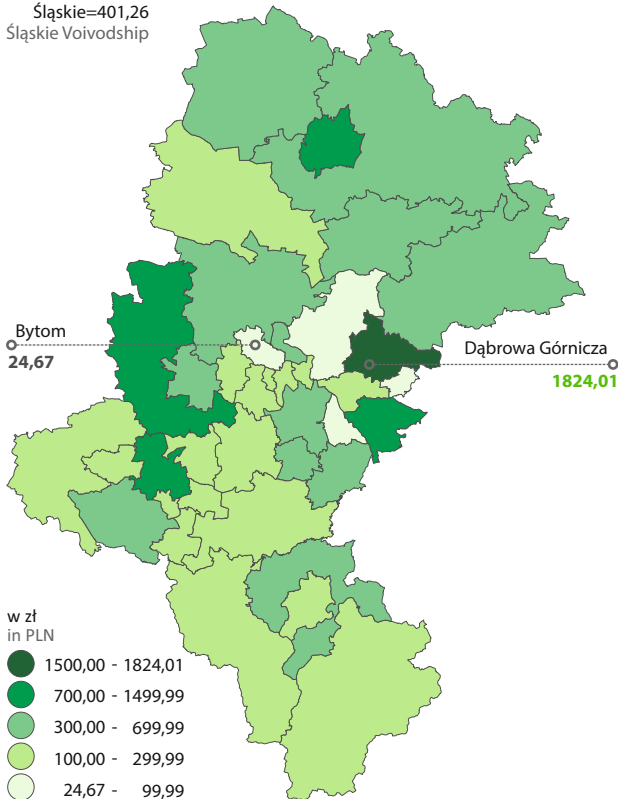 Śląskie=401,26
Śląskie Voivodship
Bytom
24,67
Dąbrowa Górnicza
1824,01
w zł
in PLN
1500,00 - 1824,01
700,00 - 1499,99
300,00 - 699,99
100,00 - 299,99
24,67 - 99,99